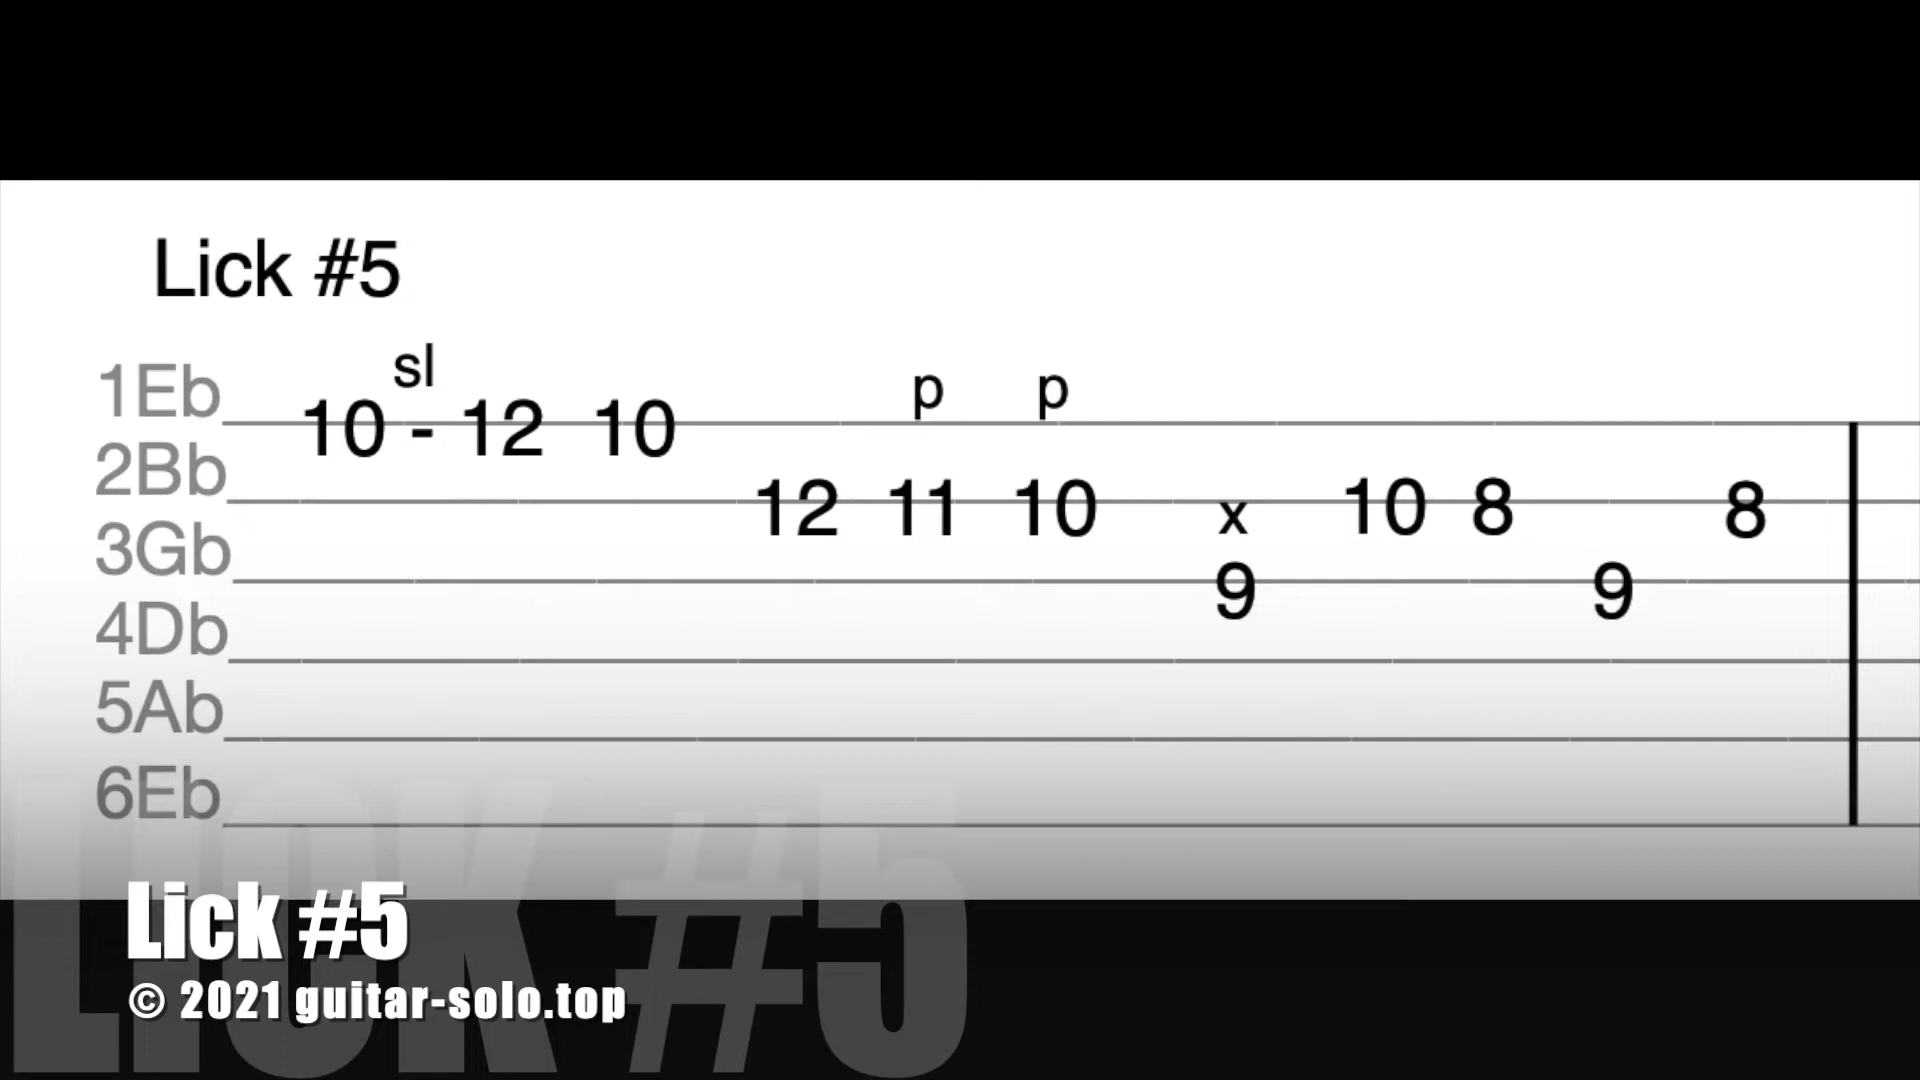 Lick #5
sl
p p
1Eb 10 - 12 10
2Bb 12 11 10 x 10 8 8
3Gb 9 9
4Db
5Ab
6Eb
LICK #5
Lick #5
© 2021 guitar-solo.top